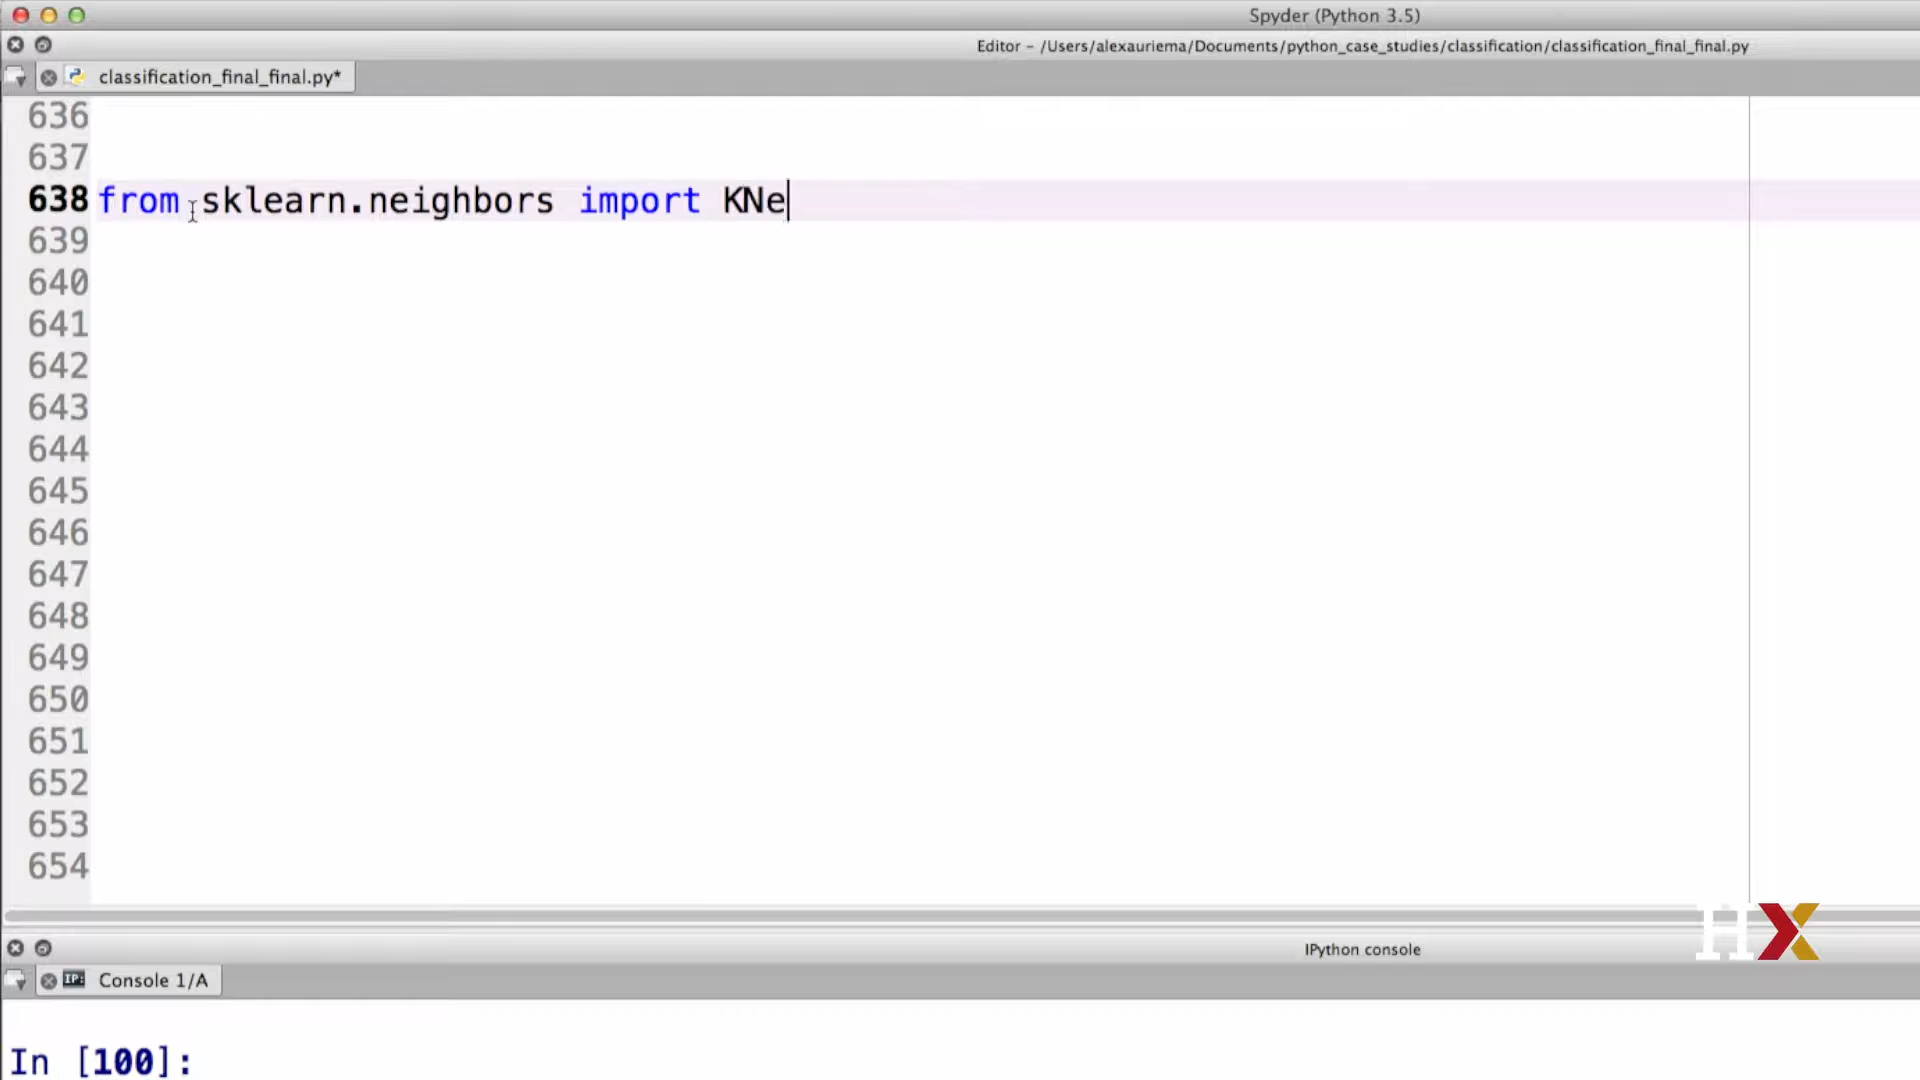 Spyder (Python 3.5)
Editor – /Users/alexauriema/Documents/python_case_studies/classification/classification_final_final.py
classification_final_final.py*
636
637
638 from sklearn.neighbors import KNe
639
640
641
642
643
644
645
646
647
648
649
650
651
652
653
654
HX
IPython console
IP:
Console 1/A
In [100]: